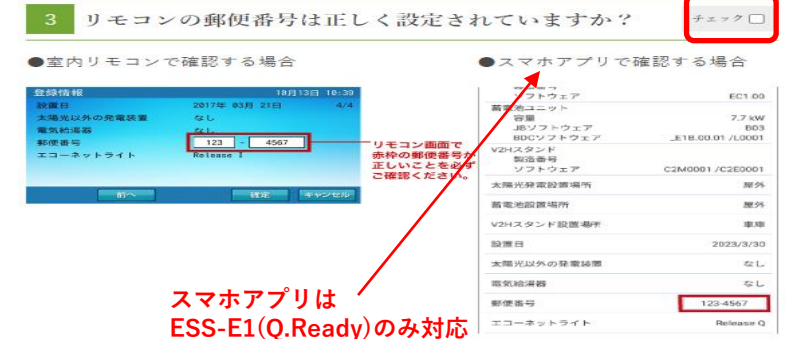 3 リモコンの郵便番号は正しく設定されていますか？ チェック
●室内リモコンで確認する場合
●スマホアプリで確認する場合
登録情報 10月13日 10:39
設置日 2017年 03月 21日 4/4
太陽光以外の発電装置 なし
電気給湯器 なし
郵便番号 123 - 4567
エコーネットライト Release I
前へ 確定 キャンセル
リモコン画面で
赤枠の郵便番号が
正しいことを必ず
ご確認ください。
ソフトウェア EC1.00
蓄電池ユニット
容量 7.7 kW
JBソフトウェア B03
BDCソフトウェア _E1B.00.01 /L0001
V2Hスタンド
製造番号
ソフトウェア C2M0001 /C2E0001
太陽光発電設置場所 屋外
蓄電池設置場所 屋外
V2Hスタンド設置場所 車庫
設置日 2023/3/30
太陽光以外の発電装置 なし
電気給湯器 なし
郵便番号 123-4567
エコーネットライト Release Q
スマホアプリは
ESS-E1(Q.Ready)のみ対応